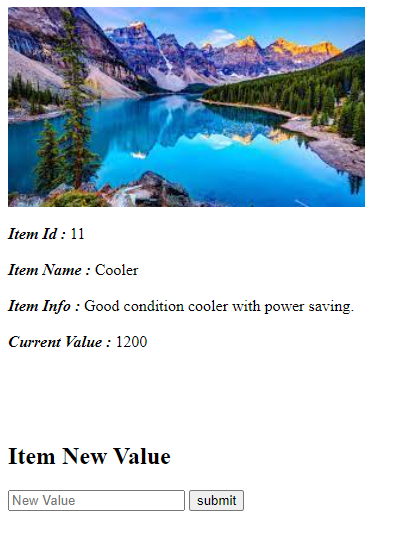 Item Id : 11
Item Name : Cooler
Item Info : Good condition cooler with power saving.
Current Value : 1200
Item New Value
New Value submit